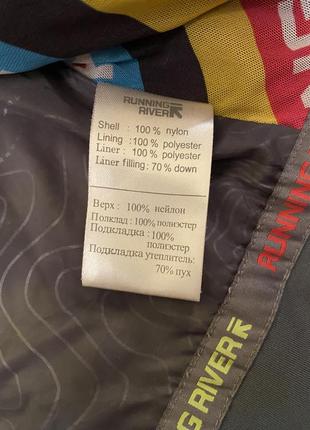 RUNNING
RIVER
Shell : 100 % nylon
Lining : 100 % polyester
Liner : 100 % polyester
Liner filling: 70 % down
Верх : 100% нейлон
Полклад : 100% полиэстер
Подкладка : 100%
полиэстер
Подкладка утеплитель:
70% пух
RUNNING
NG RIVER